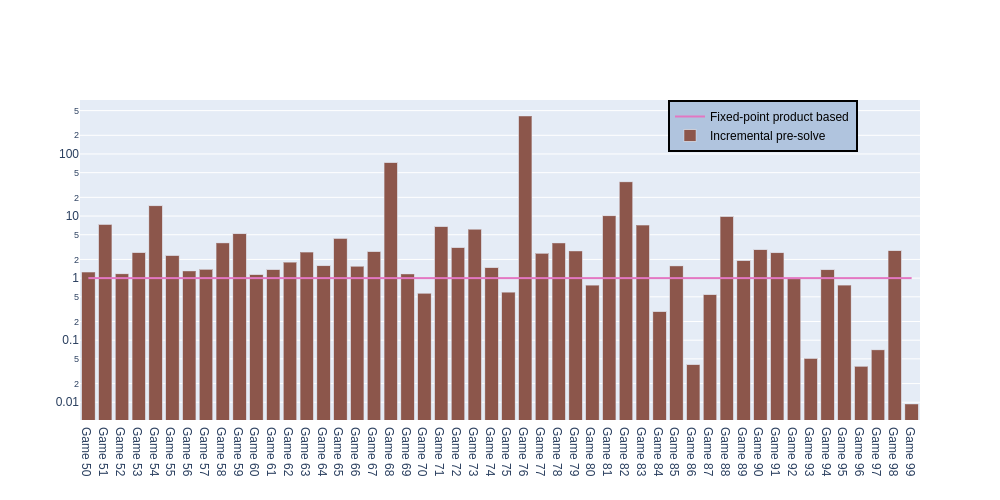 Fixed-point product based
Incremental pre-solve
5
2
100
5
2
10
5
2
1
5
2
0.1
5
2
0.01
Game 50
Game 51
Game 52
Game 53
Game 54
Game 55
Game 56
Game 57
Game 58
Game 59
Game 60
Game 61
Game 62
Game 63
Game 64
Game 65
Game 66
Game 67
Game 68
Game 69
Game 70
Game 71
Game 72
Game 73
Game 74
Game 75
Game 76
Game 77
Game 78
Game 79
Game 80
Game 81
Game 82
Game 83
Game 84
Game 85
Game 86
Game 87
Game 88
Game 89
Game 90
Game 91
Game 92
Game 93
Game 94
Game 95
Game 96
Game 97
Game 98
Game 99